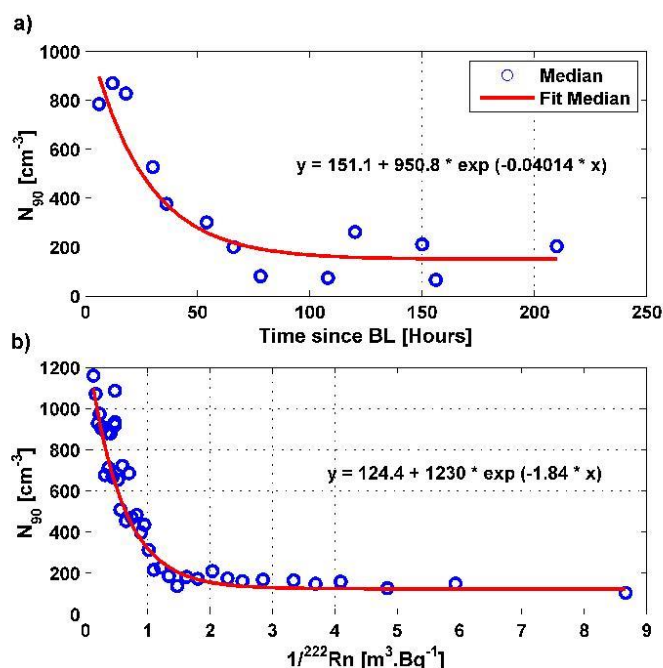 a)
1000
800
600
400
200
0
N90 [cm-3]
Median
Fit Median
y = 151.1 + 950.8 * exp (-0.04014 * x)
0 50 100 150 200 250
Time since BL [Hours]
b)
1200
1000
800
600
400
200
0
N90 [cm-3]
y = 124.4 + 1230 * exp (-1.84 * x)
0 1 2 3 4 5 6 7 8 9
1/222Rn [m3.Bq-1]